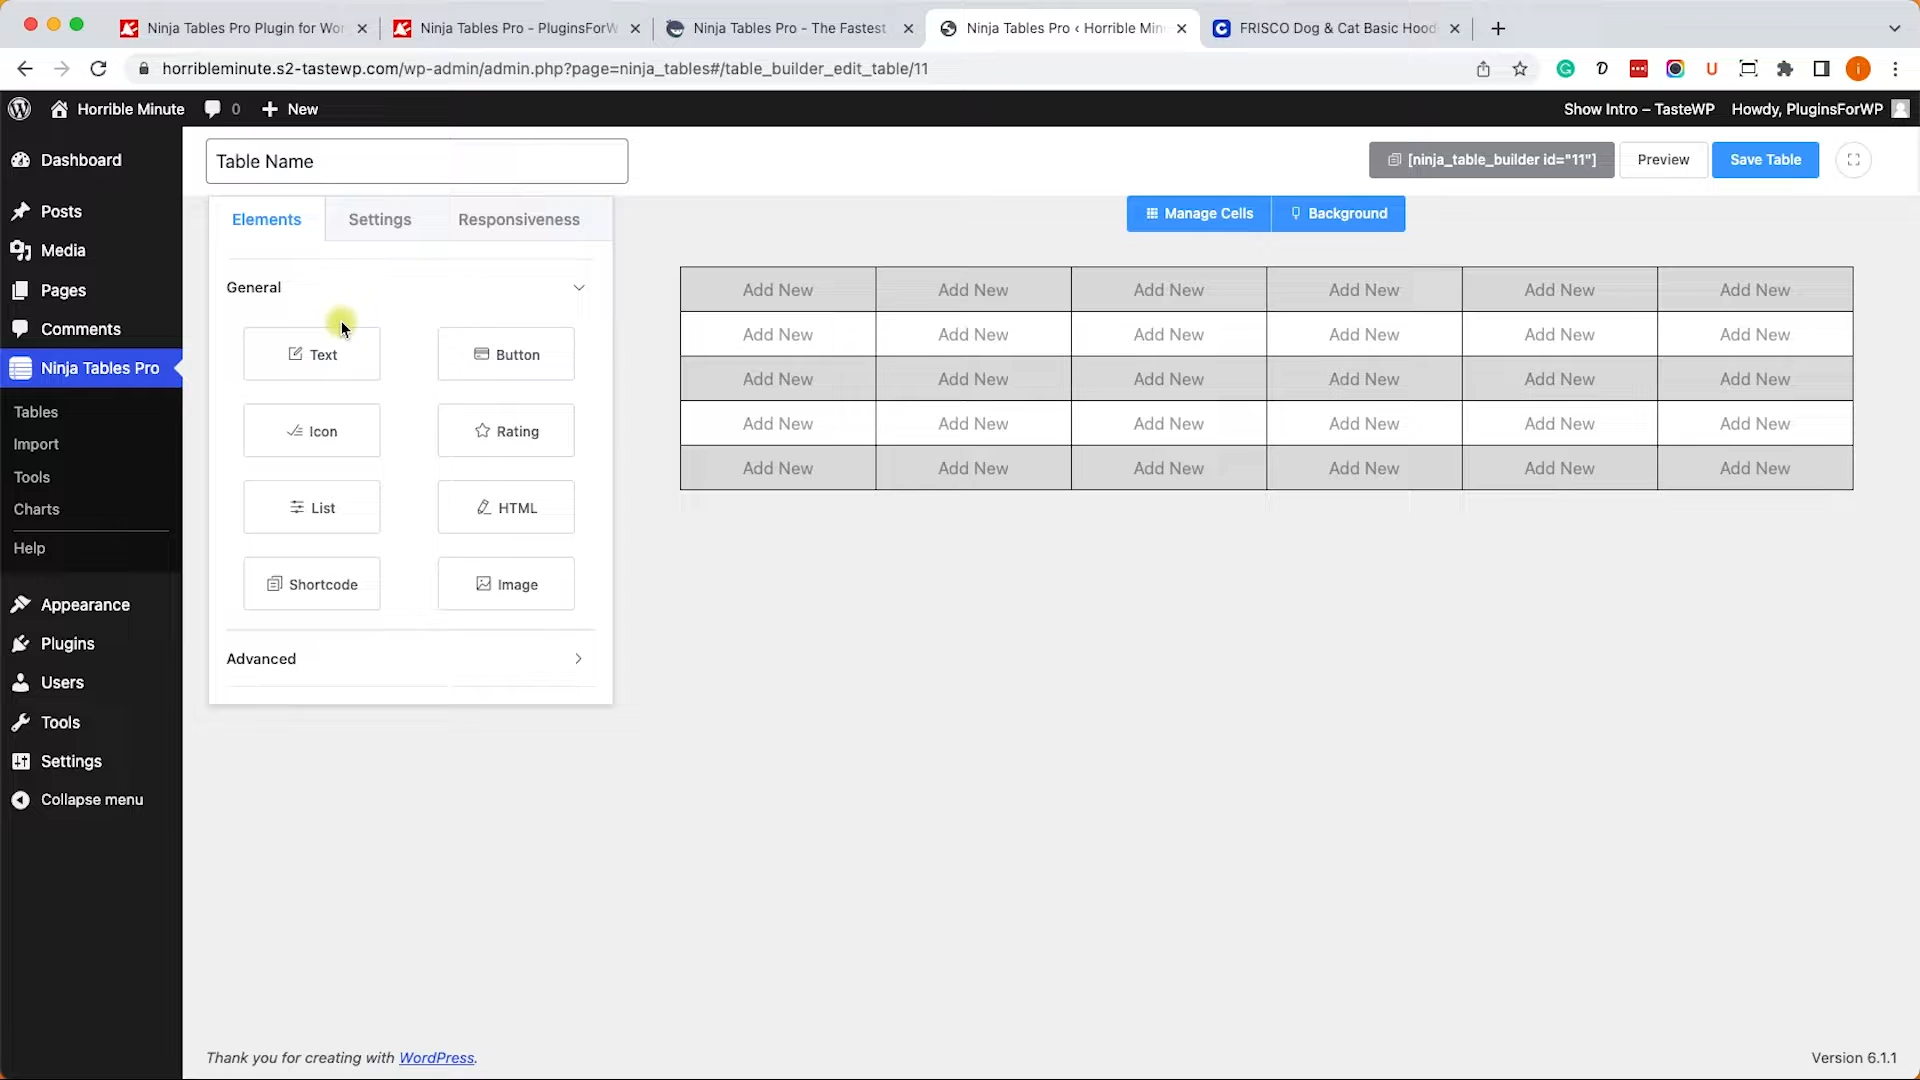 Ninja Tables Pro Plugin for Wor
Ninja Tables Pro - PluginsForW
Ninja Tables Pro - The Fastest
Ninja Tables Pro ‹ Horrible Min
FRISCO Dog & Cat Basic Hood
horribleminute.s2-tastewp.com/wp-admin/admin.php?page=ninja_tables#/table_builder_edit_table/11
Horrible Minute
0
New
Show Intro – TasteWP
Howdy, PluginsForWP
Dashboard
Posts
Media
Pages
Comments
Ninja Tables Pro
Tables
Import
Tools
Charts
Help
Appearance
Plugins
Users
Tools
Settings
Collapse menu
Table Name
[ninja_table_builder id="11"]
Preview
Save Table
Elements
Settings
Responsiveness
Manage Cells
Background
General
Text
Button
Icon
Rating
List
HTML
Shortcode
Image
Advanced
Add New Add New Add New Add New Add New Add New
Add New Add New Add New Add New Add New Add New
Add New Add New Add New Add New Add New Add New
Add New Add New Add New Add New Add New Add New
Add New Add New Add New Add New Add New Add New
Thank you for creating with WordPress.
Version 6.1.1